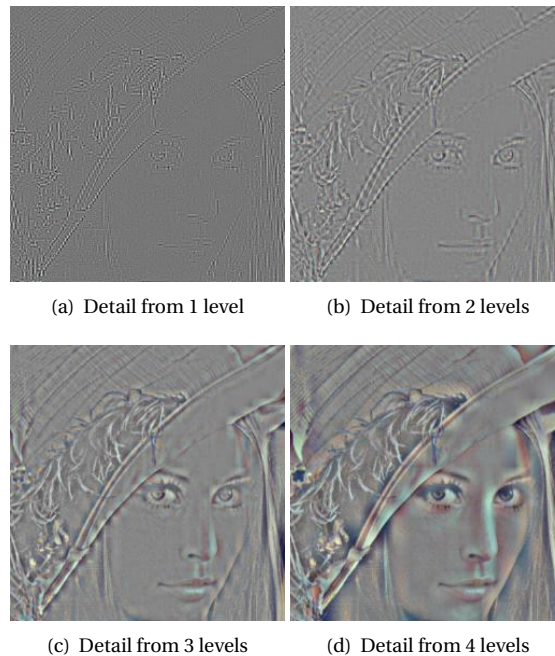 (a) Detail from 1 level
(b) Detail from 2 levels
(c) Detail from 3 levels
(d) Detail from 4 levels